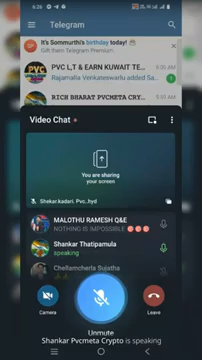 6:26
Telegram
It's Sommurthi's birthday today!
Gift them Telegram Premium.
PVC L,T & EARN KUWAIT TE...
Rajamalla Venkateswarlu added Sa...
RICH BHARAT PVCMETA CRYP...
Video Chat
You are sharing
your screen
Shekar.kadari. Pvc,.hyd
MALOTHU RAMESH Q&E
NOTHING IS IMPOSSIBLE
Shankar Thatipamula
speaking
Chellamcherla Sujatha
Camera
Leave
Unmute
Shankar Pvcmeta Crypto is speaking